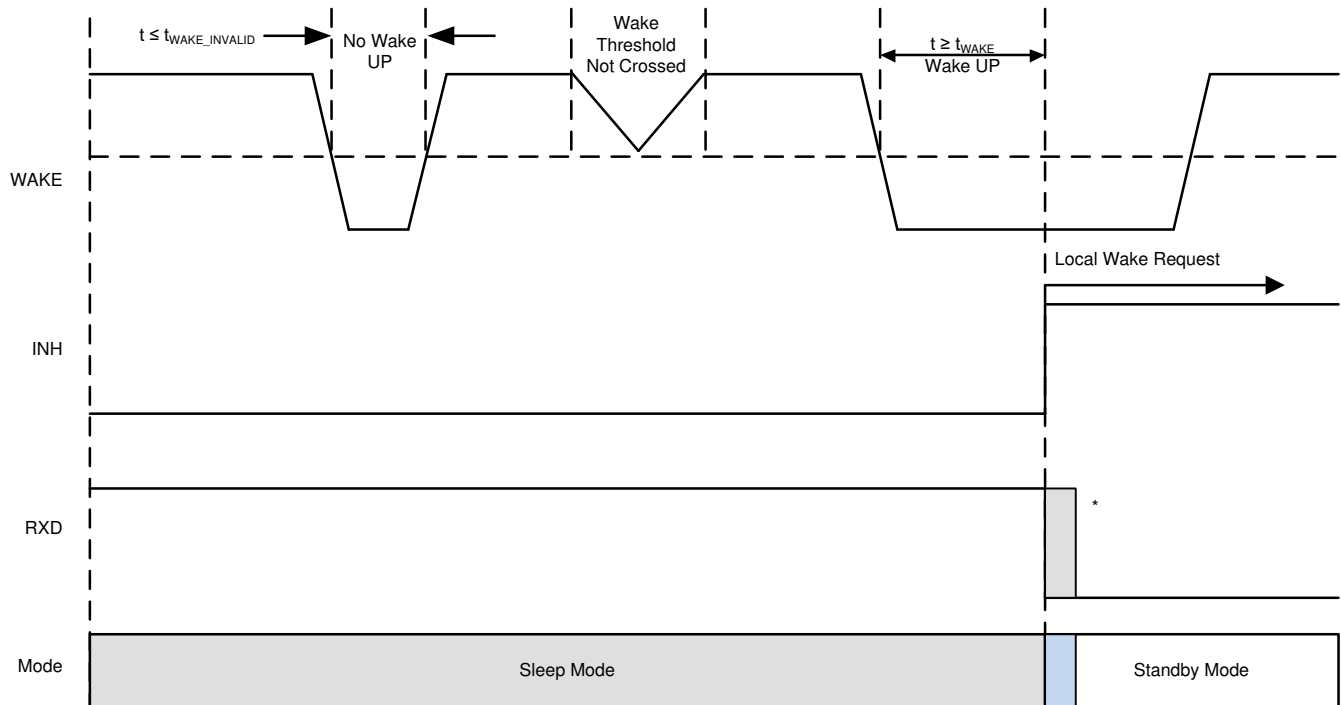 t ≤ tWAKE_INVALID
No Wake
UP
Wake
Threshold
Not Crossed
t ≥ tWAKE
Wake UP
WAKE
Local Wake Request
INH
RXD
*
Mode
Sleep Mode
Standby Mode